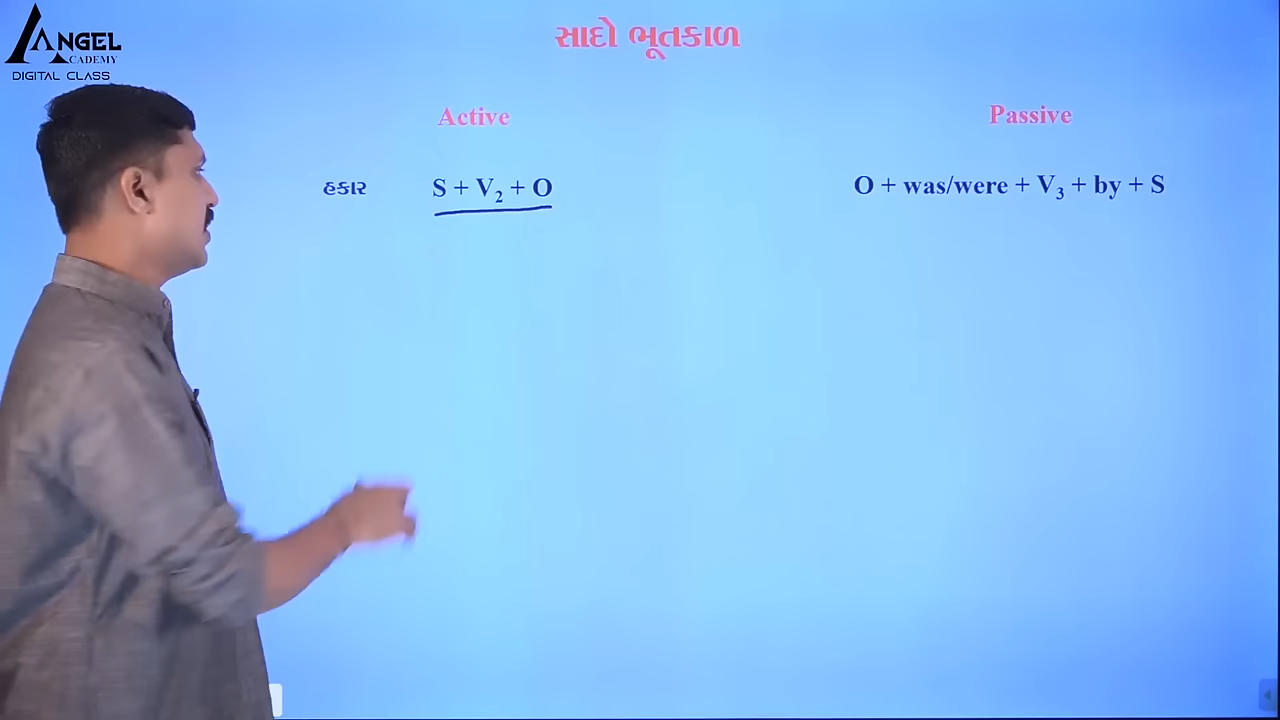 ANGEL
ACADEMY
DIGITAL CLASS
સાદો ભૂતકાળ
Active
Passive
હકાર
S + V₂ + O
O + was/were + V₃ + by + S